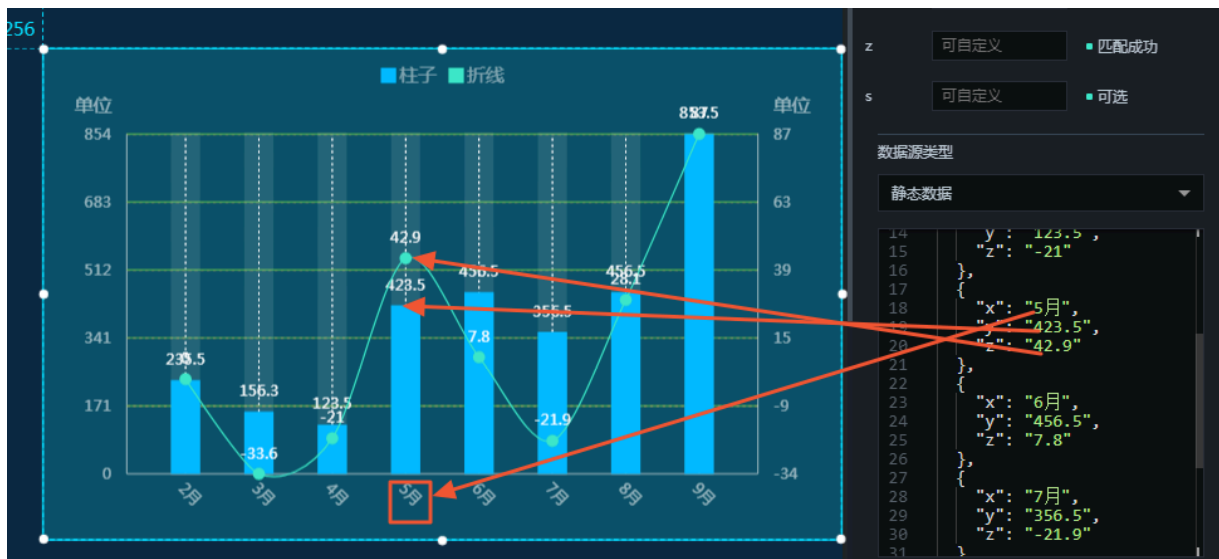 256
柱子 折线
单位
单位
854
683
512
341
171
0
87
63
39
15
-9
-34
156.3
-33.6
123.5
-21
42.9
423.5
456.5
7.8
356.5
-21.9
456.5
28.1
2月
3月
4月
5月
6月
7月
8月
9月
z 可自定义 匹配成功
s 可自定义 可选
数据源类型
静态数据
14 "y": "123.5",
15 "z": "-21"
16 },
17 {
18 "x": "5月",
19 "y": "423.5",
20 "z": "42.9"
21 },
22 {
23 "x": "6月",
24 "y": "456.5",
25 "z": "7.8"
26 },
27 {
28 "x": "7月",
29 "y": "356.5",
30 "z": "-21.9"
31 }